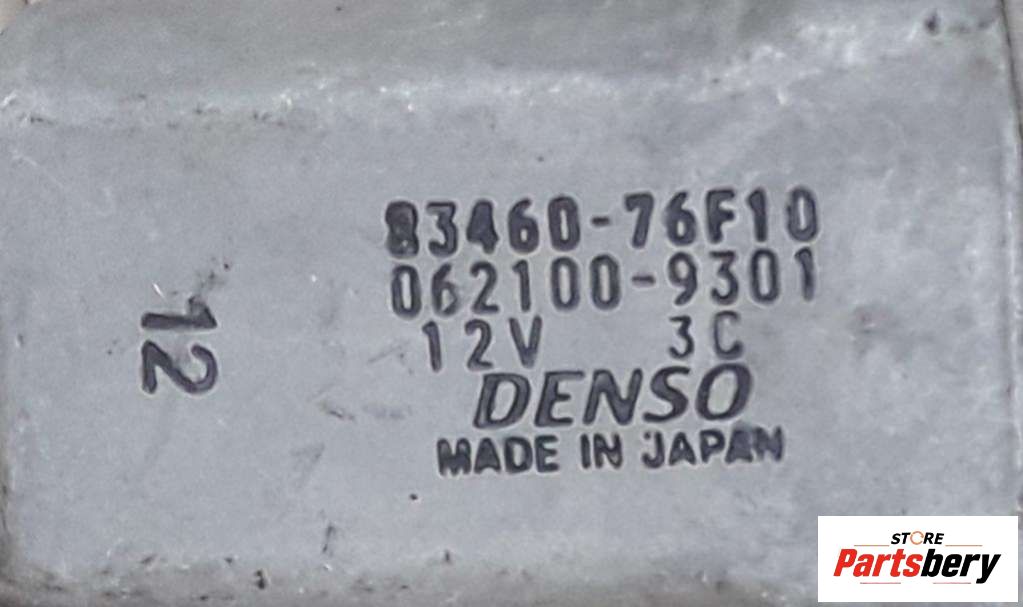 83460-76F10
062100-9301
12V 3C
DENSO
MADE IN JAPAN
12
STORE
Partsbery